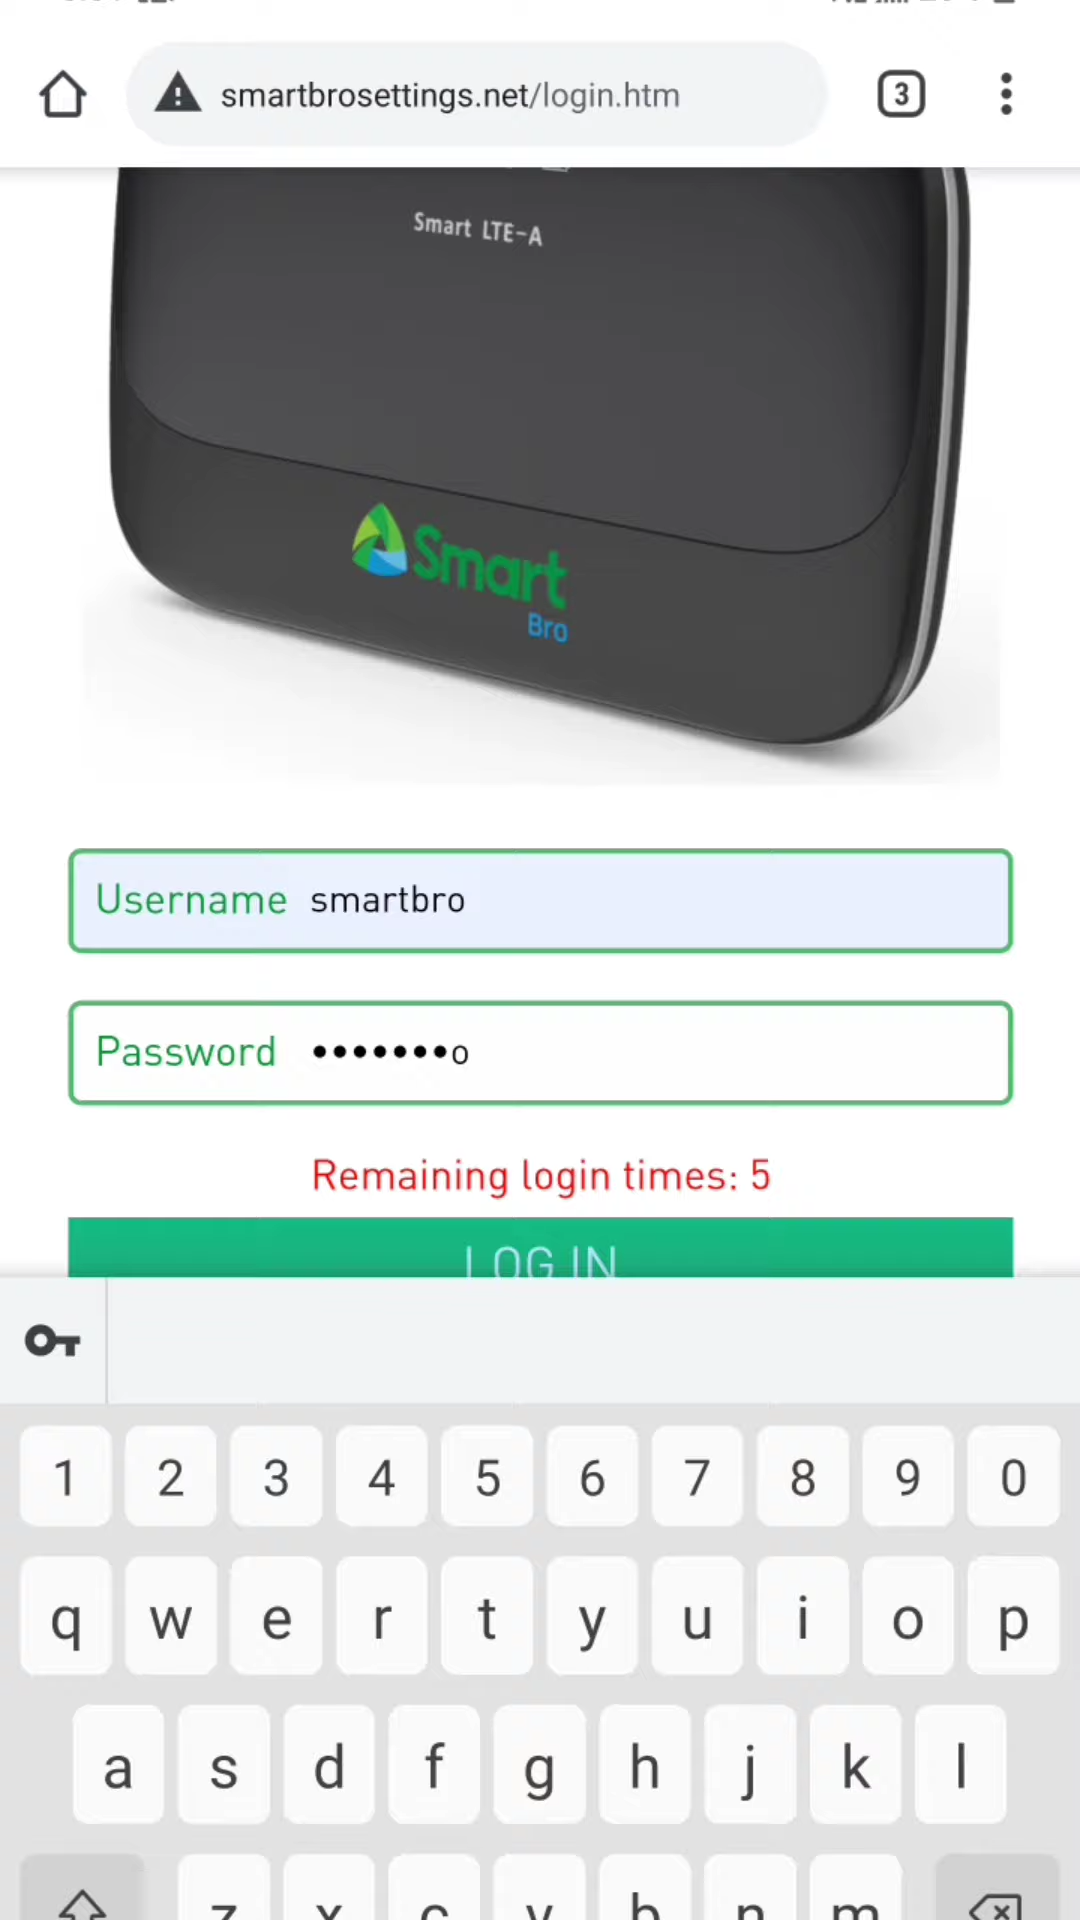 smartbrosettings.net/login.htm
3
Smart LTE-A
Smart
Bro
Username smartbro
Password •••••••o
Remaining login times: 5
LOG IN
1 2 3 4 5 6 7 8 9 0
q w e r t y u i o p
a s d f g h j k l
z x c v b n m